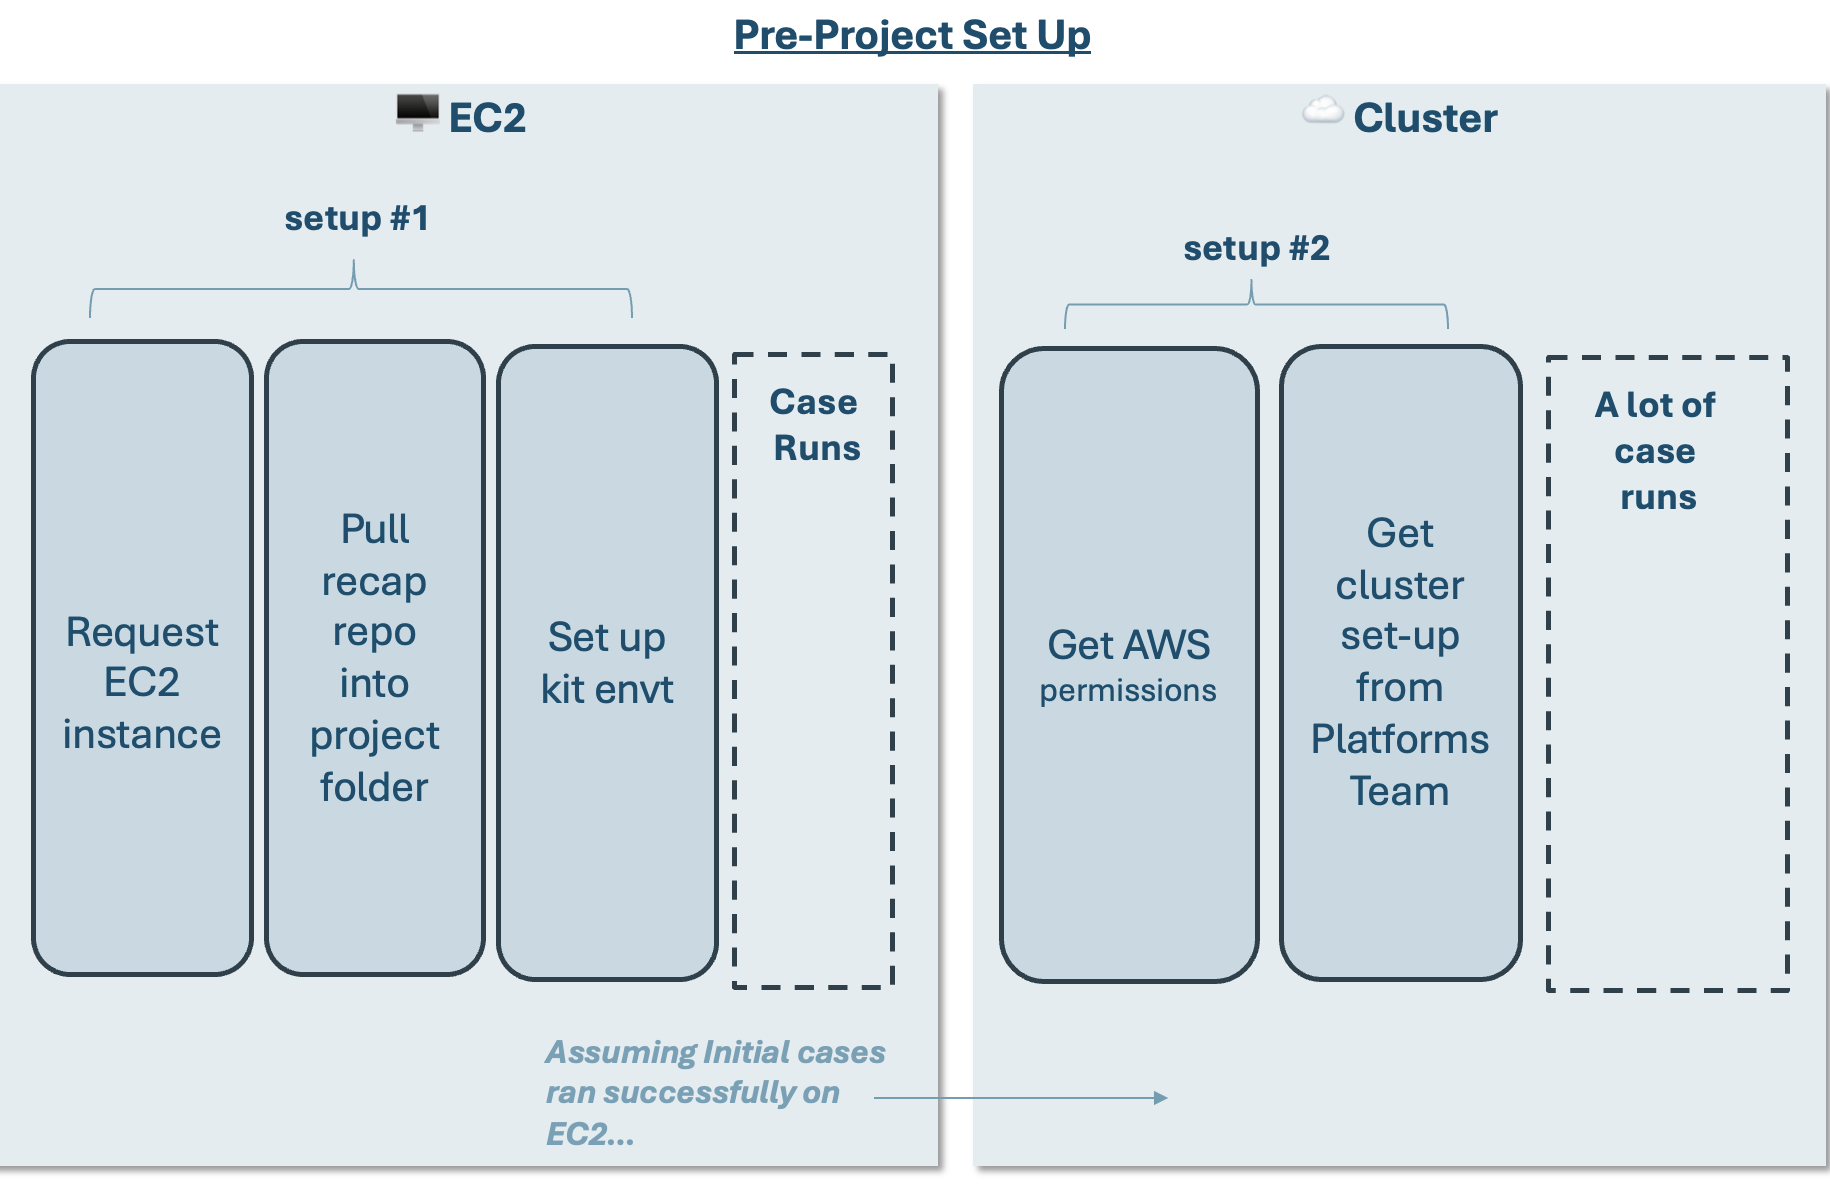 Pre-Project Set Up
EC2
setup #1
Request
EC2
instance
Pull
recap
repo
into
project
folder
Set up
kit envt
Case
Runs
Assuming Initial cases
ran successfully on
EC2...
Cluster
setup #2
Get AWS
permissions
Get
cluster
set-up
from
Platforms
Team
A lot of
case
runs